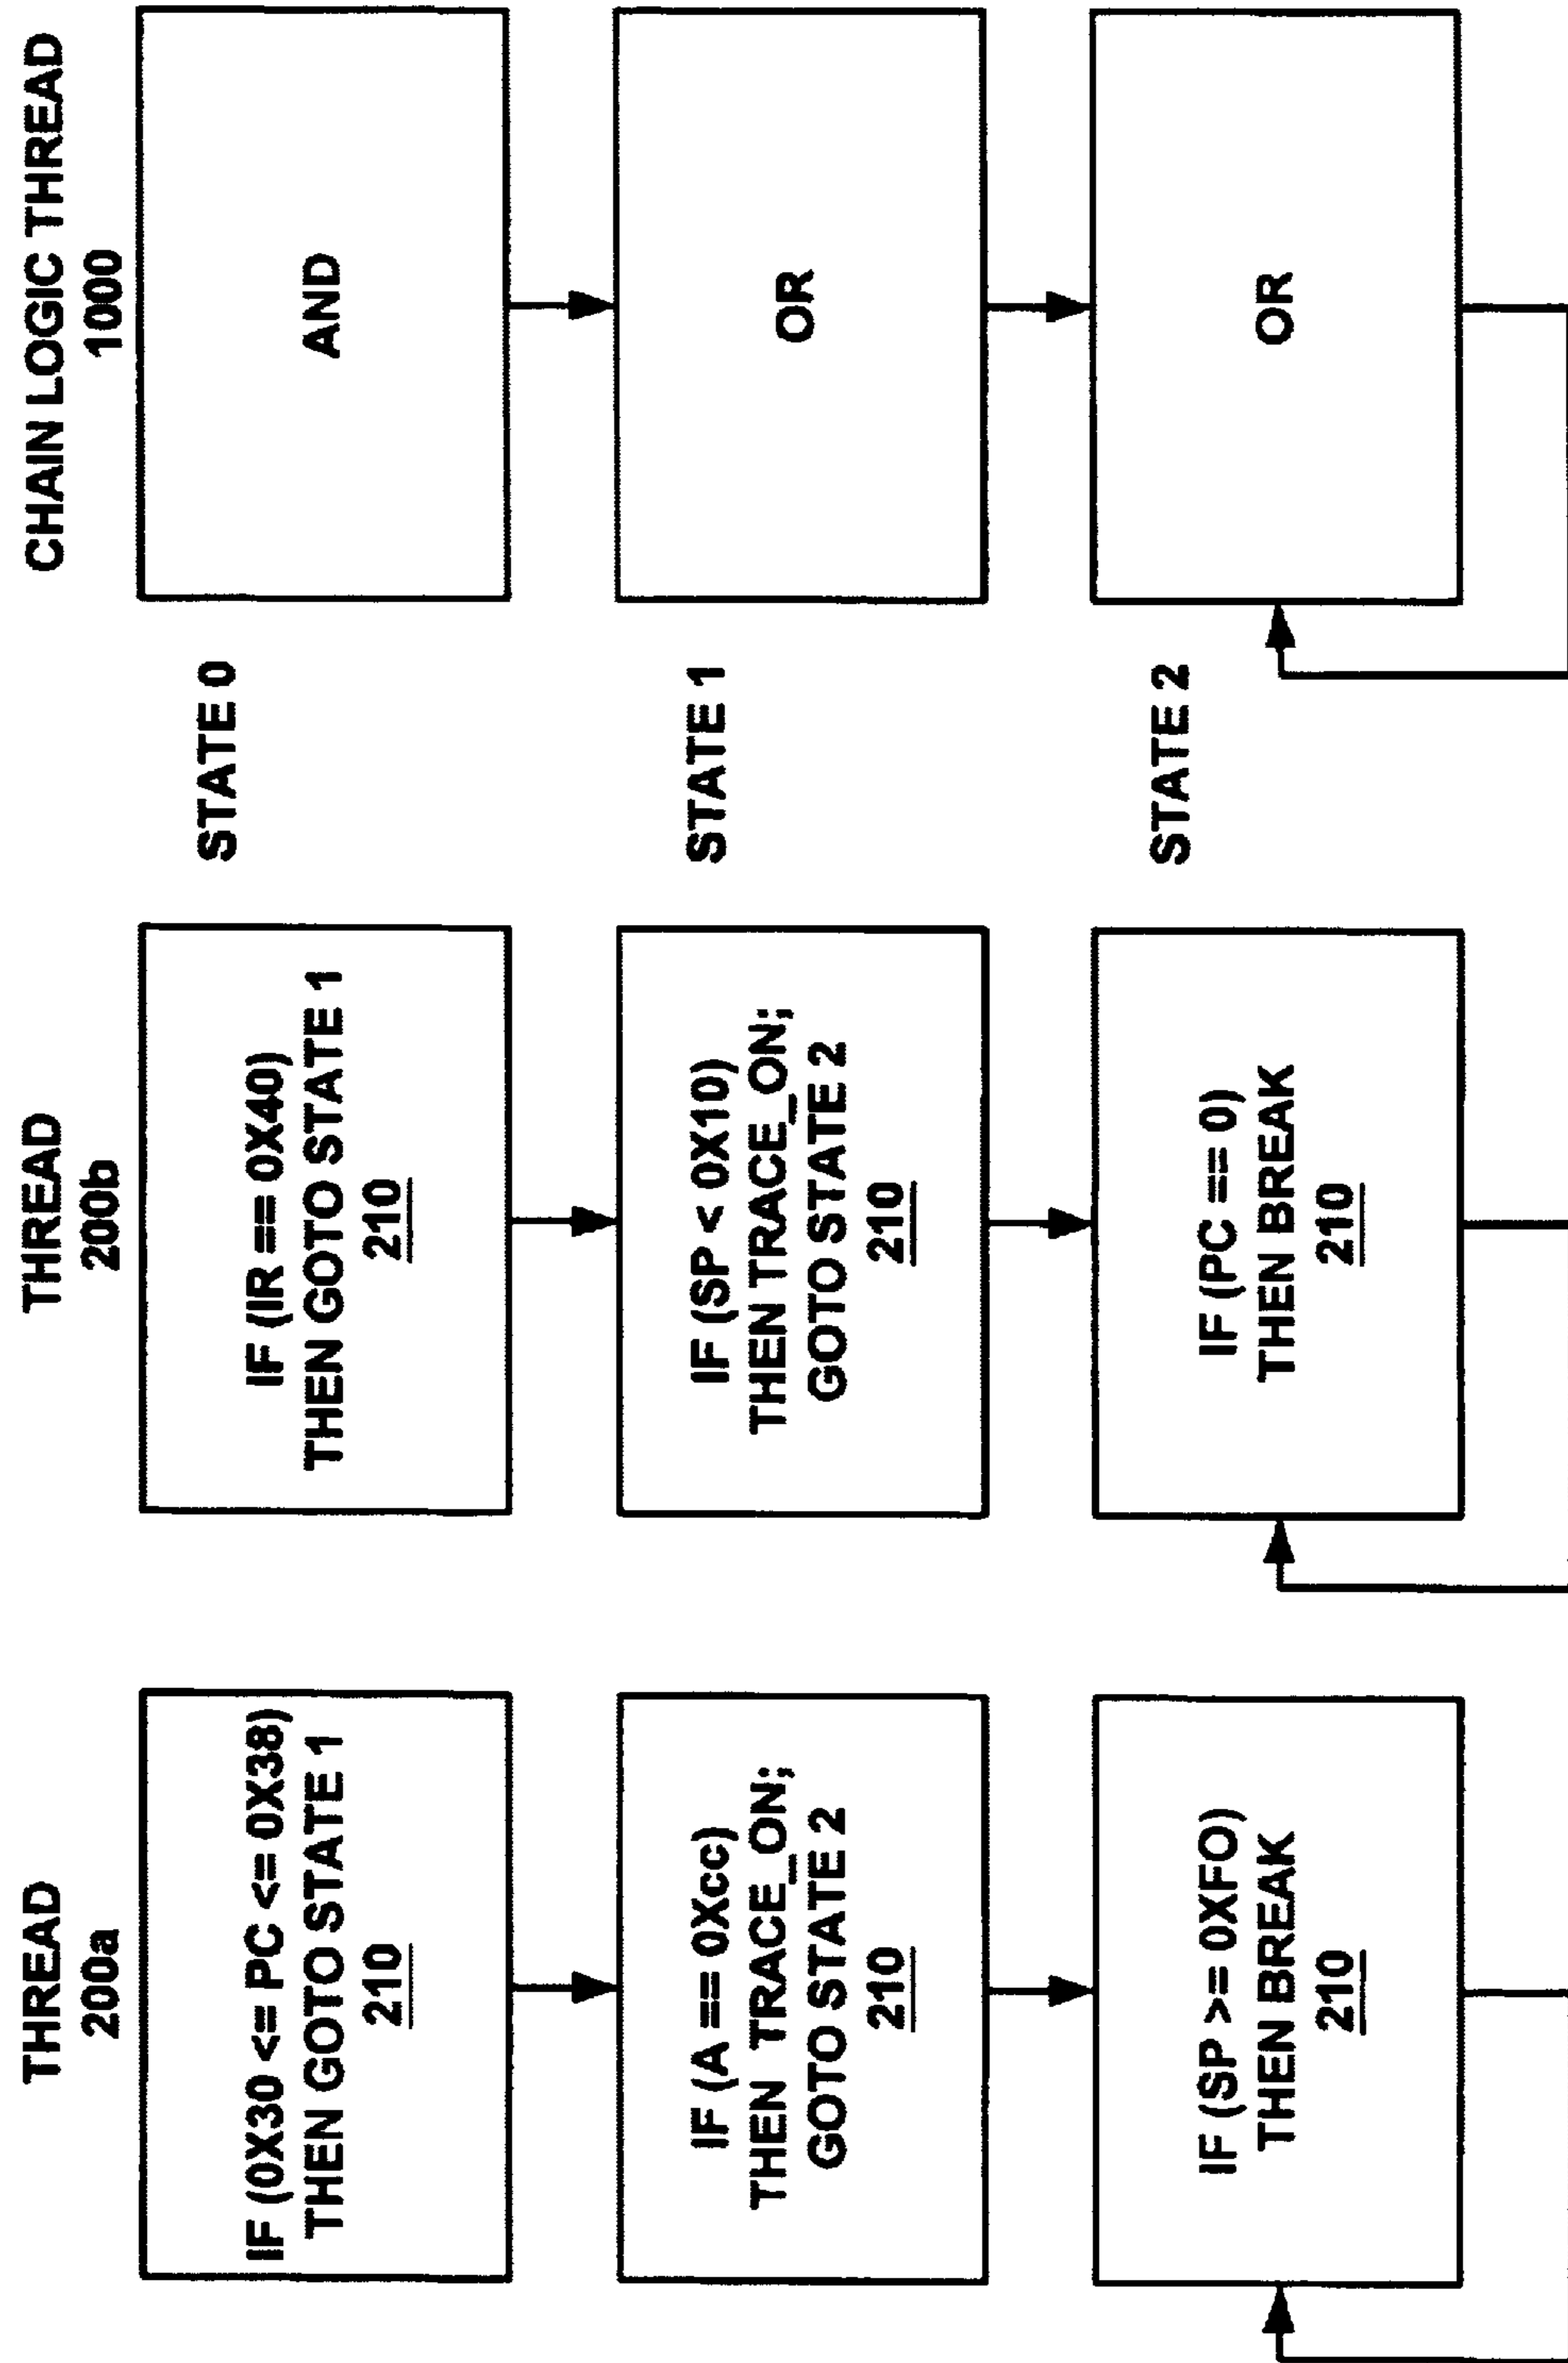 THREAD
200a
IF (0X30 <= PC <= 0X38)
THEN GOTO STATE 1
210
IF (A == 0Xcc)
THEN TRACE_ON;
GOTO STATE 2
210
IF (SP >= 0XFO)
THEN BREAK
210
THREAD
200b
IF (IR == 0X40)
THEN GOTO STATE 1
210
IF (SP < 0X10)
THEN TRACE_ON;
GOTO STATE 2
210
IF (PC == 0)
THEN BREAK
210
STATE 0
STATE 1
STATE 2
CHAIN LOGIC THREAD
1000
AND
OR
OR